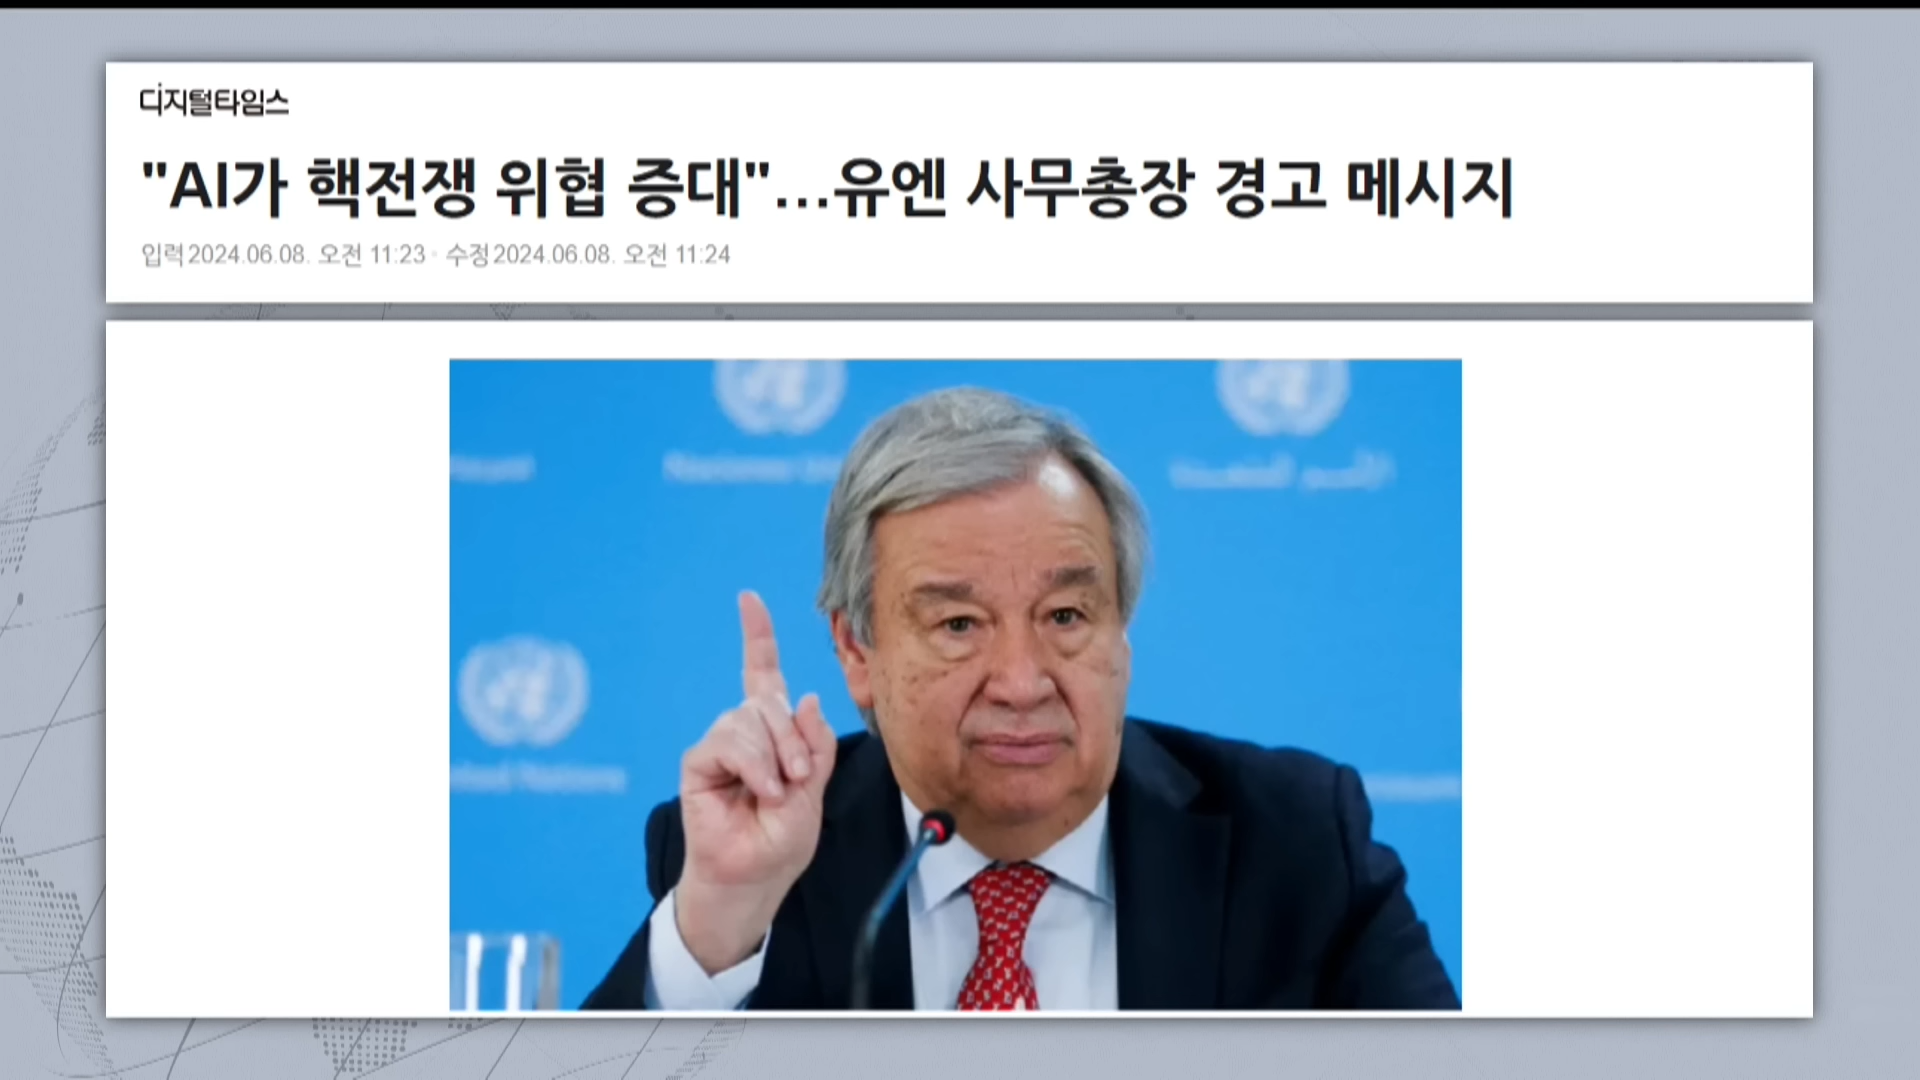 디지털타임스
"AI가 핵전쟁 위협 증대"...유엔 사무총장 경고 메시지
입력 2024.06.08. 오전 11:23 · 수정 2024.06.08. 오전 11:24
United Nations